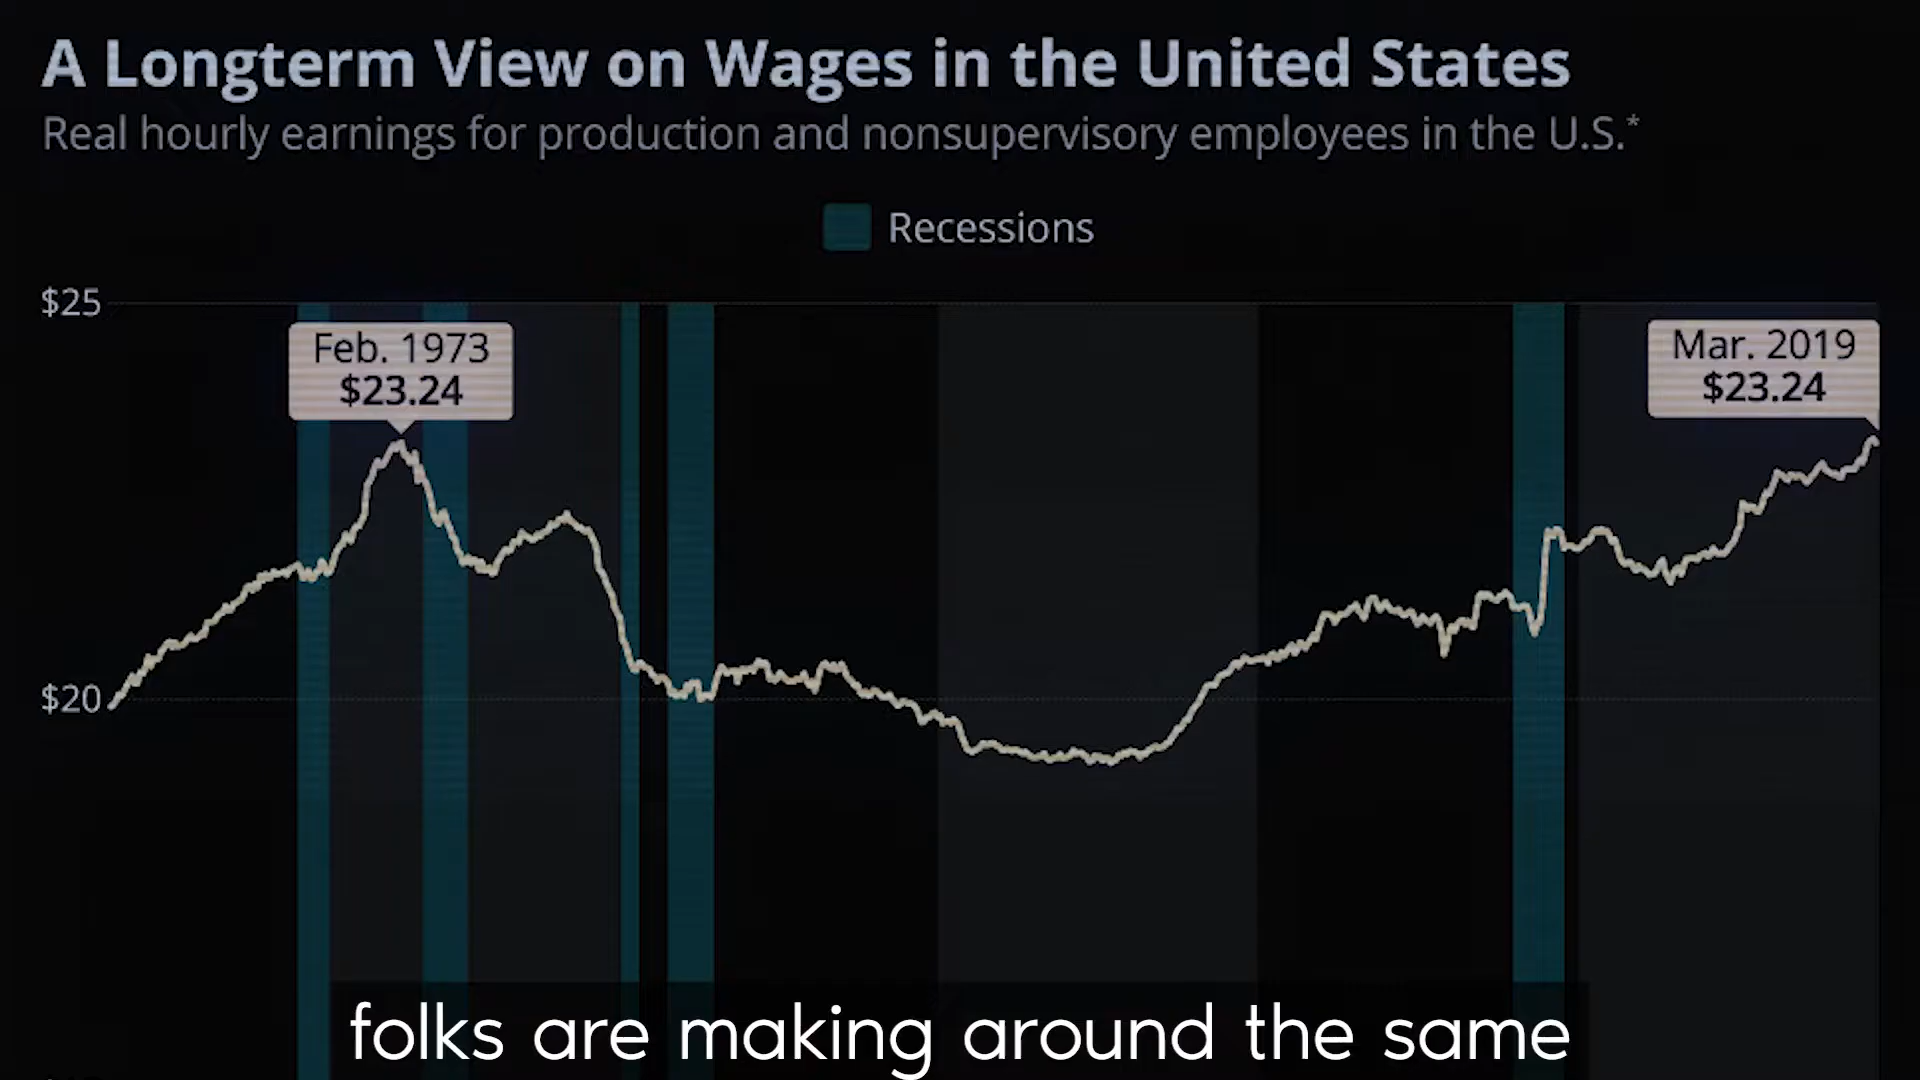 A Longterm View on Wages in the United States
Real hourly earnings for production and nonsupervisory employees in the U.S.*
Recessions
$25
Feb. 1973
$23.24
Mar. 2019
$23.24
$20
folks are making around the same